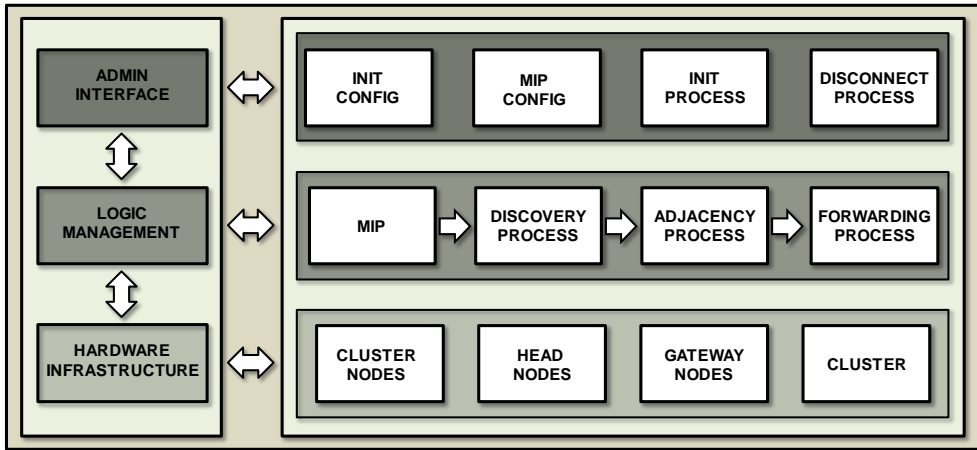 ADMIN
INTERFACE
INIT
CONFIG
MIP
CONFIG
INIT
PROCESS
DISCONNECT
PROCESS
LOGIC
MANAGEMENT
MIP
DISCOVERY
PROCESS
ADJACENCY
PROCESS
FORWARDING
PROCESS
HARDWARE
INFRASTRUCTURE
CLUSTER
NODES
HEAD
NODES
GATEWAY
NODES
CLUSTER